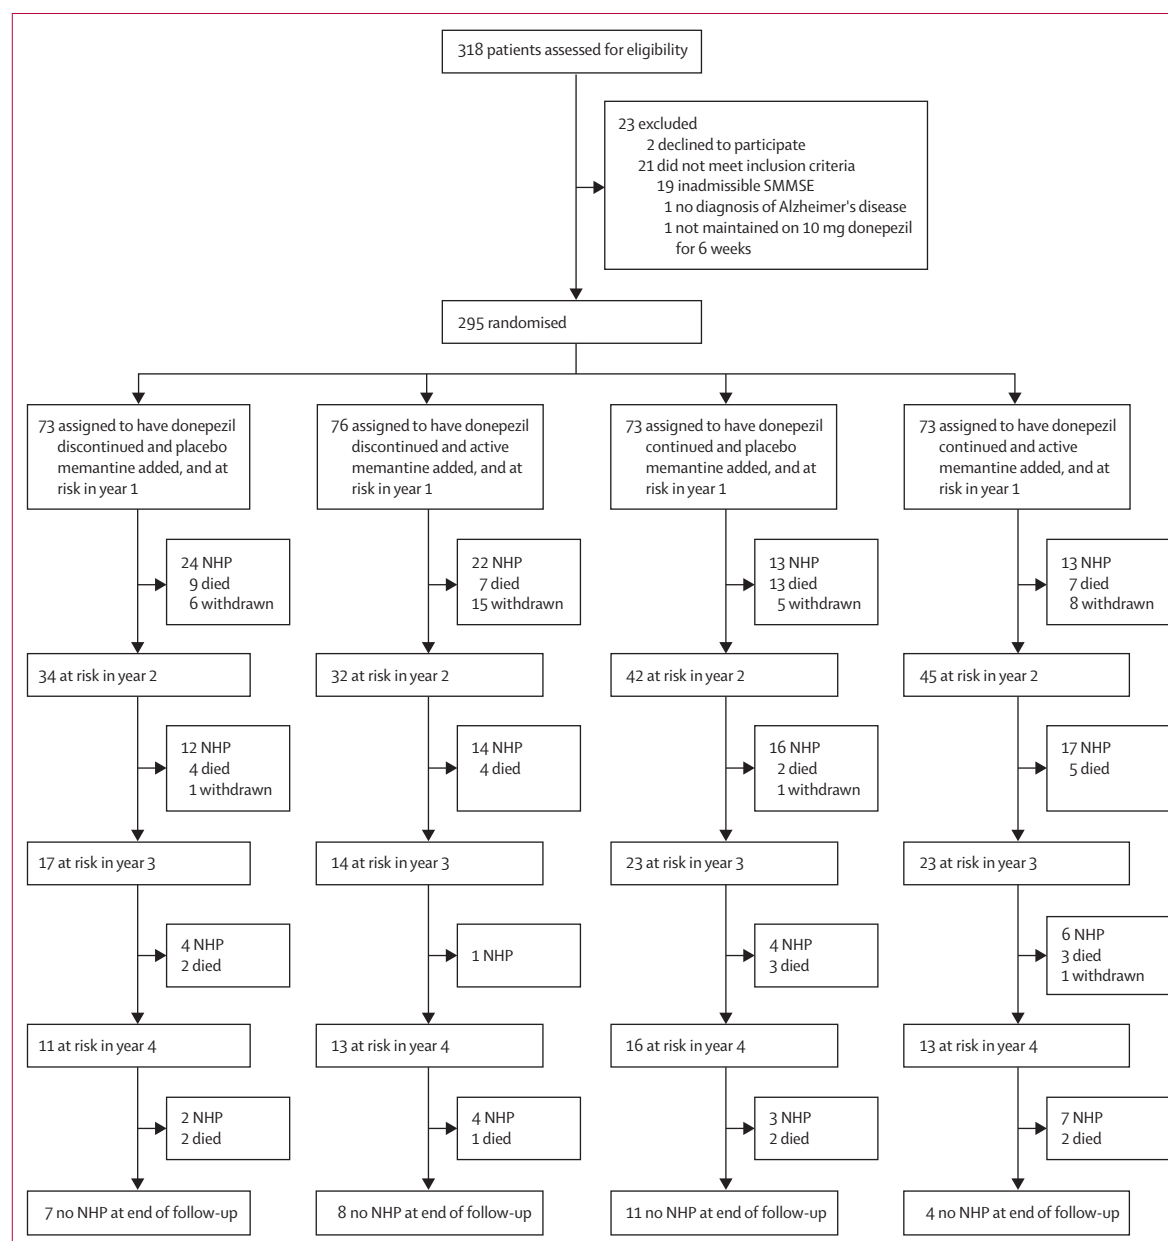 318 patients assessed for eligibility
23 excluded
2 declined to participate
21 did not meet inclusion criteria
19 inadmissible SMMSE
1 no diagnosis of Alzheimer's disease
1 not maintained on 10 mg donepezil
for 6 weeks
295 randomised
73 assigned to have donepezil
discontinued and placebo
memantine added, and at
risk in year 1
76 assigned to have donepezil
discontinued and active
memantine added, and at
risk in year 1
73 assigned to have donepezil
continued and placebo
memantine added, and at
risk in year 1
73 assigned to have donepezil
continued and active
memantine added, and at
risk in year 1
24 NHP
9 died
6 withdrawn
22 NHP
7 died
15 withdrawn
13 NHP
13 died
5 withdrawn
13 NHP
7 died
8 withdrawn
34 at risk in year 2
32 at risk in year 2
42 at risk in year 2
45 at risk in year 2
12 NHP
4 died
1 withdrawn
14 NHP
4 died
16 NHP
2 died
1 withdrawn
17 NHP
5 died
17 at risk in year 3
14 at risk in year 3
23 at risk in year 3
23 at risk in year 3
4 NHP
2 died
1 NHP
4 NHP
3 died
6 NHP
3 died
1 withdrawn
11 at risk in year 4
13 at risk in year 4
16 at risk in year 4
13 at risk in year 4
2 NHP
2 died
4 NHP
1 died
3 NHP
2 died
7 NHP
2 died
7 no NHP at end of follow-up
8 no NHP at end of follow-up
11 no NHP at end of follow-up
4 no NHP at end of follow-up